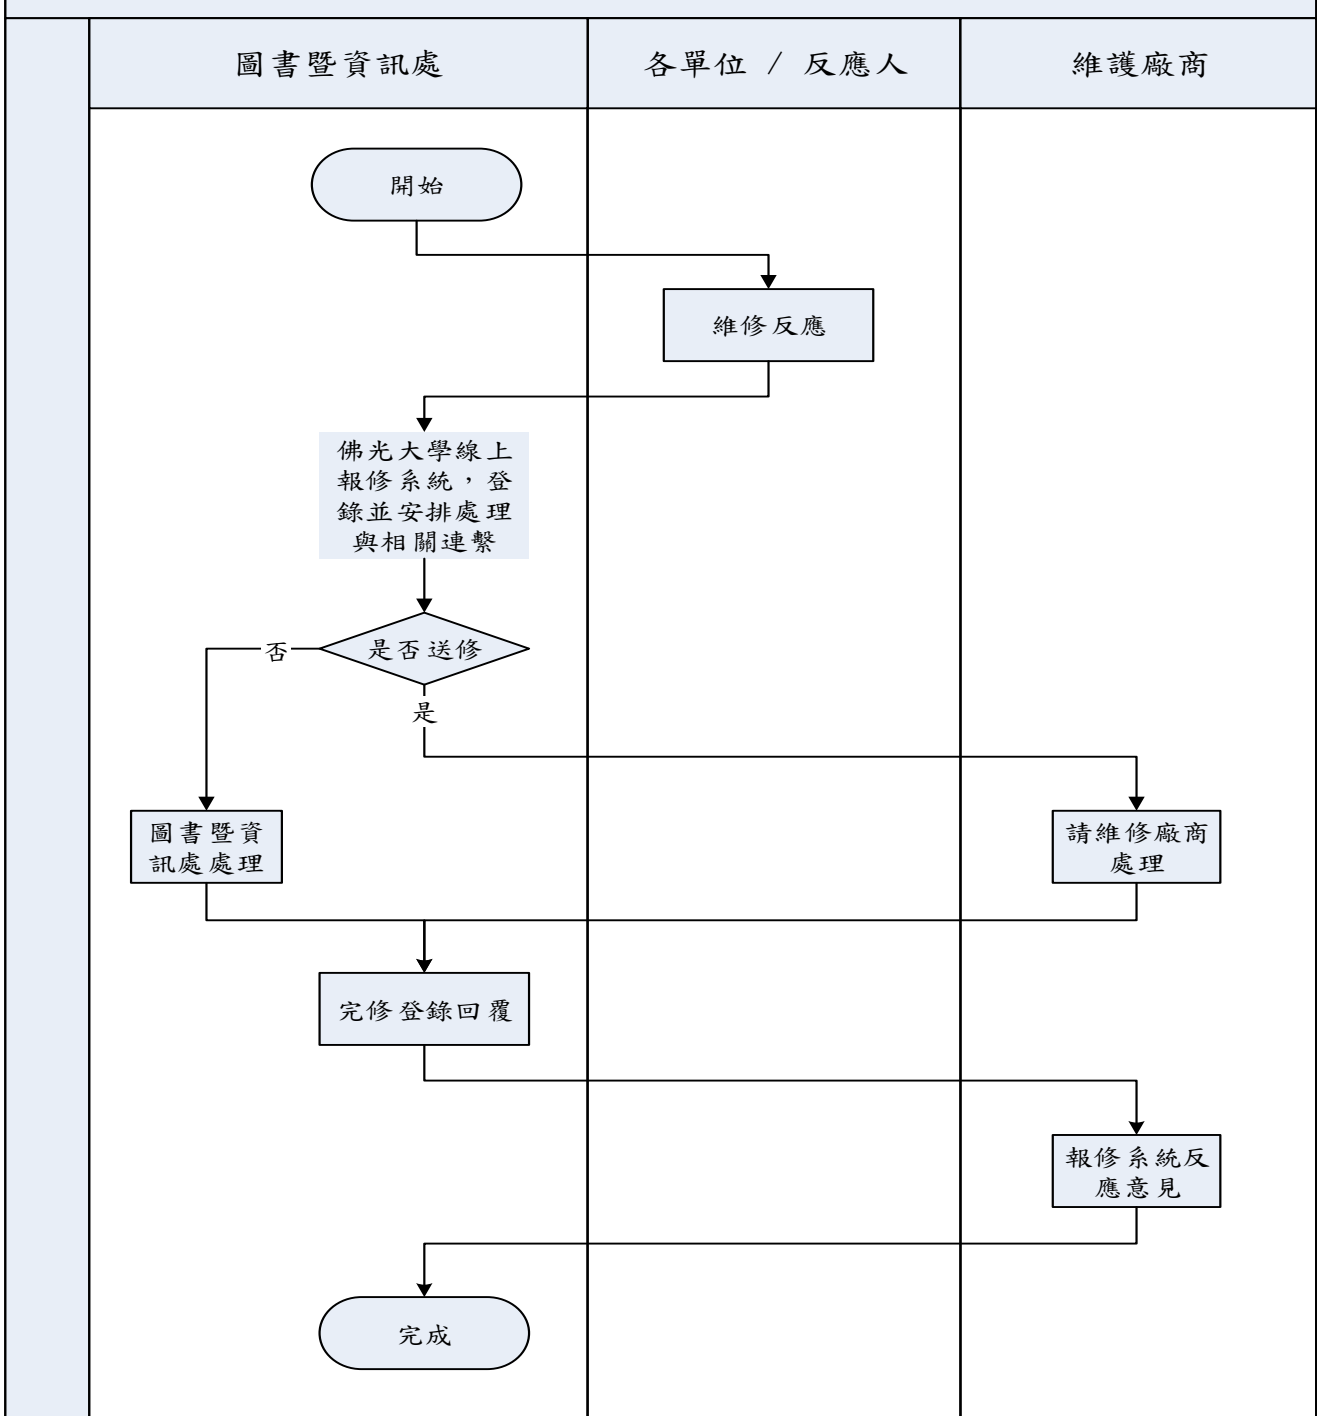 圖書暨資訊處
各單位 / 反應人
維護廠商
開始
維修反應
佛光大學線上
報修系統，登
錄並安排處理
與相關連繫
是否送修
否
是
圖書暨資
訊處處理
請維修廠商
處理
完修登錄回覆
報修系統反
應意見
完成